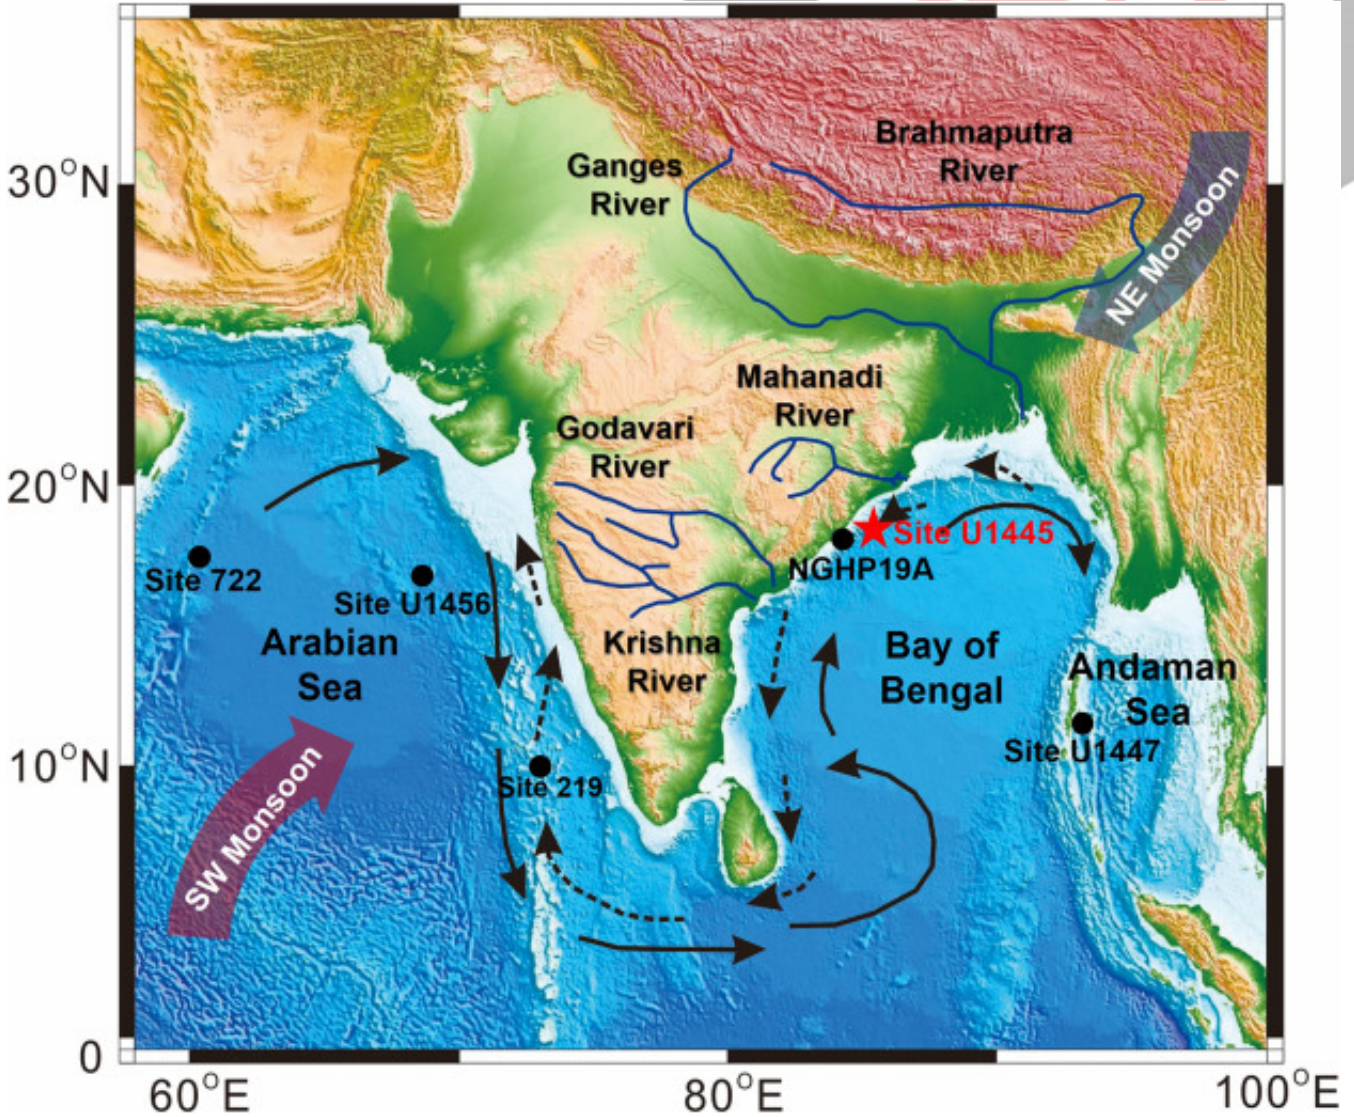 Brahmaputra
River
Ganges
River
30°N
NE Monsoon
Mahanadi
River
Godavari
River
20°N
Site U1445
NGHP19A
Site 722
Site U1456
Arabian
Sea
Krishna
River
Bay of
Bengal
Andaman
Sea
Site U1447
10°N
Site 219
SW Monsoon
0
60°E
80°E
100°E